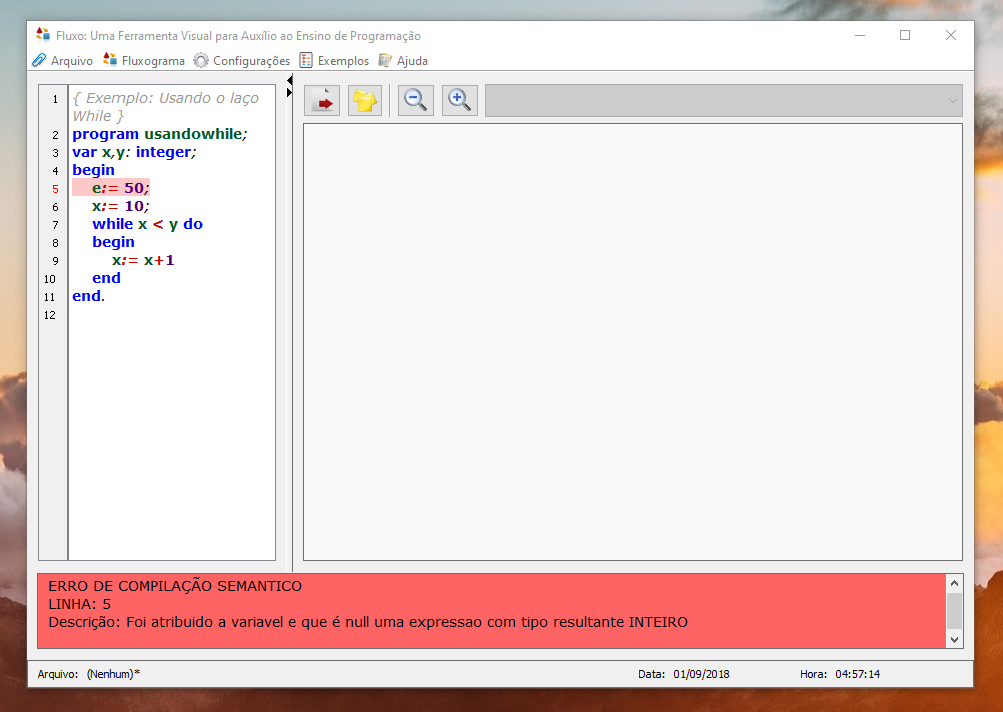 Fluxo: Uma Ferramenta Visual para Auxílio ao Ensino de Programação
Arquivo Fluxograma Configurações Exemplos Ajuda
1 { Exemplo: Usando o laço
While }
2 program usandowhile;
3 var x,y: integer;
4 begin
5 e:= 50;
6 x:= 10;
7 while x < y do
8 begin
9 x:= x+1
10 end
11 end.
12
ERRO DE COMPILAÇÃO SEMANTICO
LINHA: 5
Descrição: Foi atribuido a variavel e que é null uma expressao com tipo resultante INTEIRO
Arquivo: (Nenhum)* Data: 01/09/2018 Hora: 04:57:14